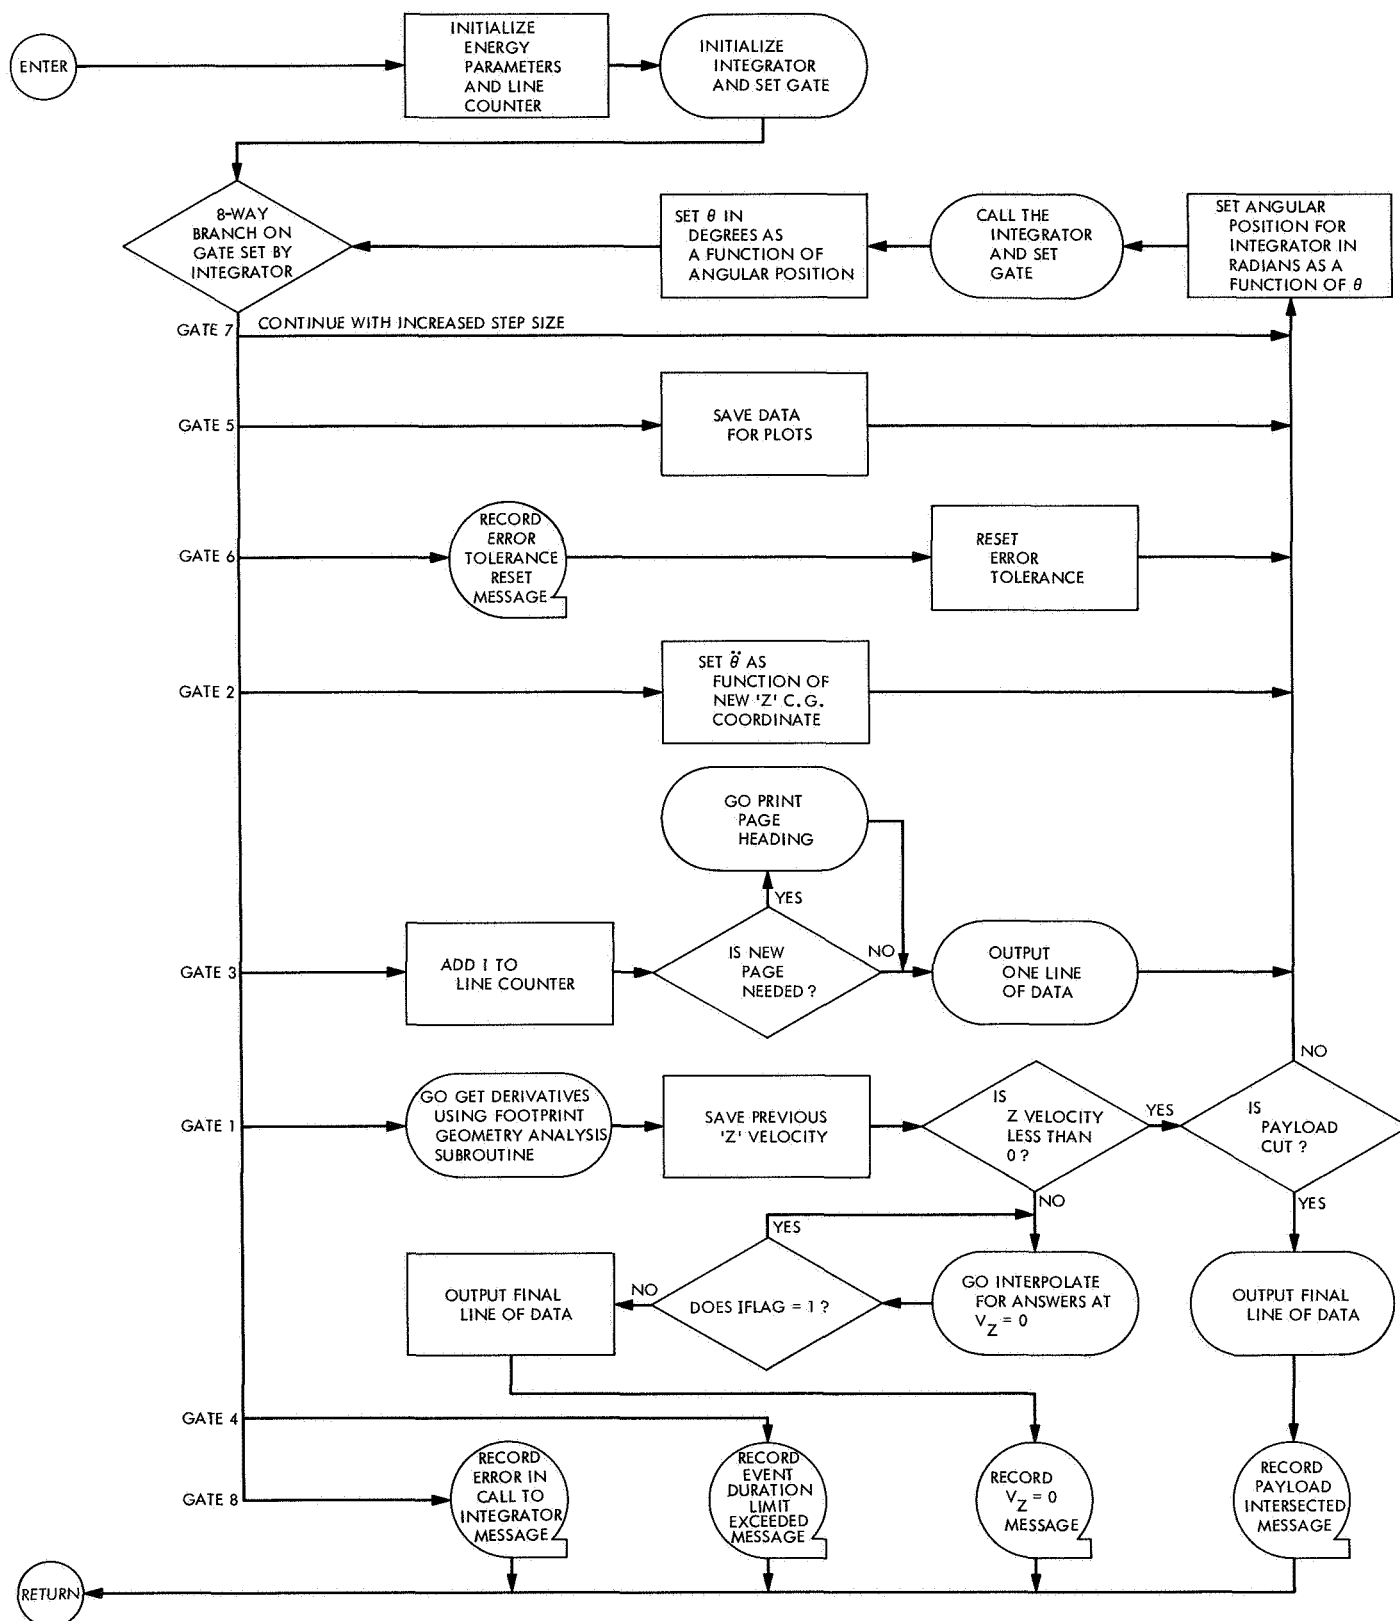 ENTER
INITIALIZE
ENERGY
PARAMETERS
AND LINE
COUNTER
INITIALIZE
INTEGRATOR
AND SET GATE
8-WAY
BRANCH ON
GATE SET BY
INTEGRATOR
SET θ IN
DEGREES AS
A FUNCTION OF
ANGULAR POSITION
CALL THE
INTEGRATOR
AND SET
GATE
SET ANGULAR
POSITION FOR
INTEGRATOR IN
RADIANS AS A
FUNCTION OF θ
GATE 7
CONTINUE WITH INCREASED STEP SIZE
GATE 5
SAVE DATA
FOR PLOTS
GATE 6
RECORD
ERROR
TOLERANCE
RESET
MESSAGE
RESET
ERROR
TOLERANCE
GATE 2
SET θ̈ AS
FUNCTION OF
NEW 'Z' C.G.
COORDINATE
GO PRINT
PAGE
HEADING
YES
GATE 3
ADD 1 TO
LINE COUNTER
IS NEW
PAGE
NEEDED?
NO
OUTPUT
ONE LINE
OF DATA
NO
GATE 1
GO GET DERIVATIVES
USING FOOTPRINT
GEOMETRY ANALYSIS
SUBROUTINE
SAVE PREVIOUS
'Z' VELOCITY
IS
Z VELOCITY
LESS THAN
0?
YES
IS
PAYLOAD
CUT?
NO
YES
YES
OUTPUT FINAL
LINE OF DATA
NO
DOES IFLAG = 1?
GO INTERPOLATE
FOR ANSWERS AT
V_Z = 0
OUTPUT FINAL
LINE OF DATA
GATE 4
GATE 8
RECORD
ERROR IN
CALL TO
INTEGRATOR
MESSAGE
RECORD
EVENT
DURATION
LIMIT
EXCEEDED
MESSAGE
RECORD
V_Z = 0
MESSAGE
RECORD
PAYLOAD
INTERSECTED
MESSAGE
RETURN